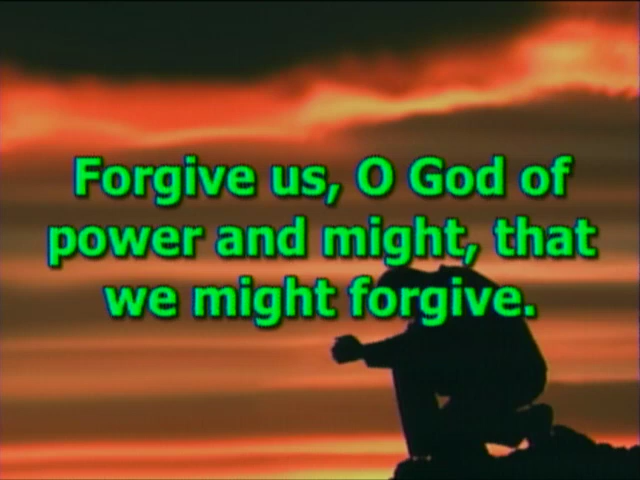 Forgive us, O God of
power and might, that
we might forgive.